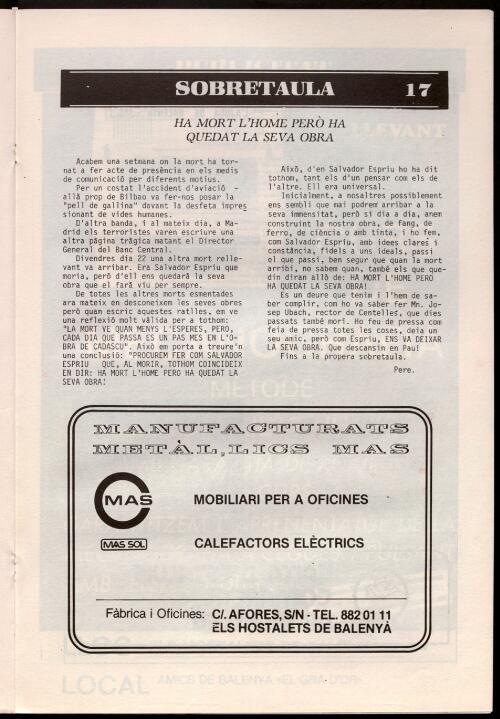 SOBRETAULA 17
HA MORT L'HOME PERÒ HA
QUEDAT LA SEVA OBRA
Acabem una setmana on la mort ha tor-
nat a fer acte de presència en els medis
de comunicació per diferents motius.
Per un costat l'accident d'aviació -
allà prop de Bilbao va fer-nos posar la
"pell de gallina" davant la desfeta impres
sionant de vides humanes.
D'altra banda, i al mateix dia, a Ma-
drid els terroristes varen escriure una
altra pàgina tràgica matant el Director
General del Banc Central.
Divendres dia 22 una altra mort relle-
vant va arribar. Era Salvador Espriu que
moria, però d'ell ens quedarà la seva
obra que el farà viu per sempre.
De totes les altres morts esmentades
ara mateix en desconeixem les seves obres
però quan escric aquestes ratlles, em ve
una reflexió molt vàlida per a tothom:
"LA MORT VE QUAN MENYS L'ESPERES, PERO,
CADA DIA QUE PASSA ES UN PAS MES EN L'O-
BRA DE CADASCU". Això em porta a treure'n
una conclusió: "PROCUREM FER COM SALVADOR
ESPRIU QUE, AL MORIR, TOTHOM COINCIDEIX
EN DIR: HA MORT L'HOME PERO HA QUEDAT LA
SEVA OBRA!
Això, d'en Salvador Espriu ho ha dit
tothom, tant els d'un pensar com els de
l'altre. Ell era universal.
Inicialment, a nosaltres possiblement
ens sembli que mai podrem arribar a la
seva immensitat, però si dia a dia, anem
construint la nostra obra, de fang, de
ferro, de ciència o amb tinta, i ho fem,
com Salvador Espriu, amb idees clares i
constància, fidels a uns ideals, passi
el que passi, ben segur que quan la mort
arribi, no sabem quan, també els que que-
din diran allò de: HA MORT L'HOME PERO
HA QUEDAT LA SEVA OBRA!
Es un deure que tenim i l'hem de sa-
ber complir, com ho va saber fer Mn. Jo-
sep Ubach, rector de Centelles, que dies
passats també morí. Ho feu de pressa com
feia de pressa totes les coses, deia un
seu amic, però com Espriu, ENS VA DEIXAR
LA SEVA OBRA. Que descansin en Pau!
Fins a la propera sobretaula.
Pere.
MANUFACTURATS
METÀL,LICS MAS
MAS
MOBILIARI PER A OFICINES
MAS SOL
CALEFACTORS ELÈCTRICS
Fàbrica i Oficines: C/. AFORES, S/N - TEL. 882 01 11
ELS HOSTALETS DE BALENYÀ
LOCAL AMICS DE BALENYA «EL GRA D'OR»